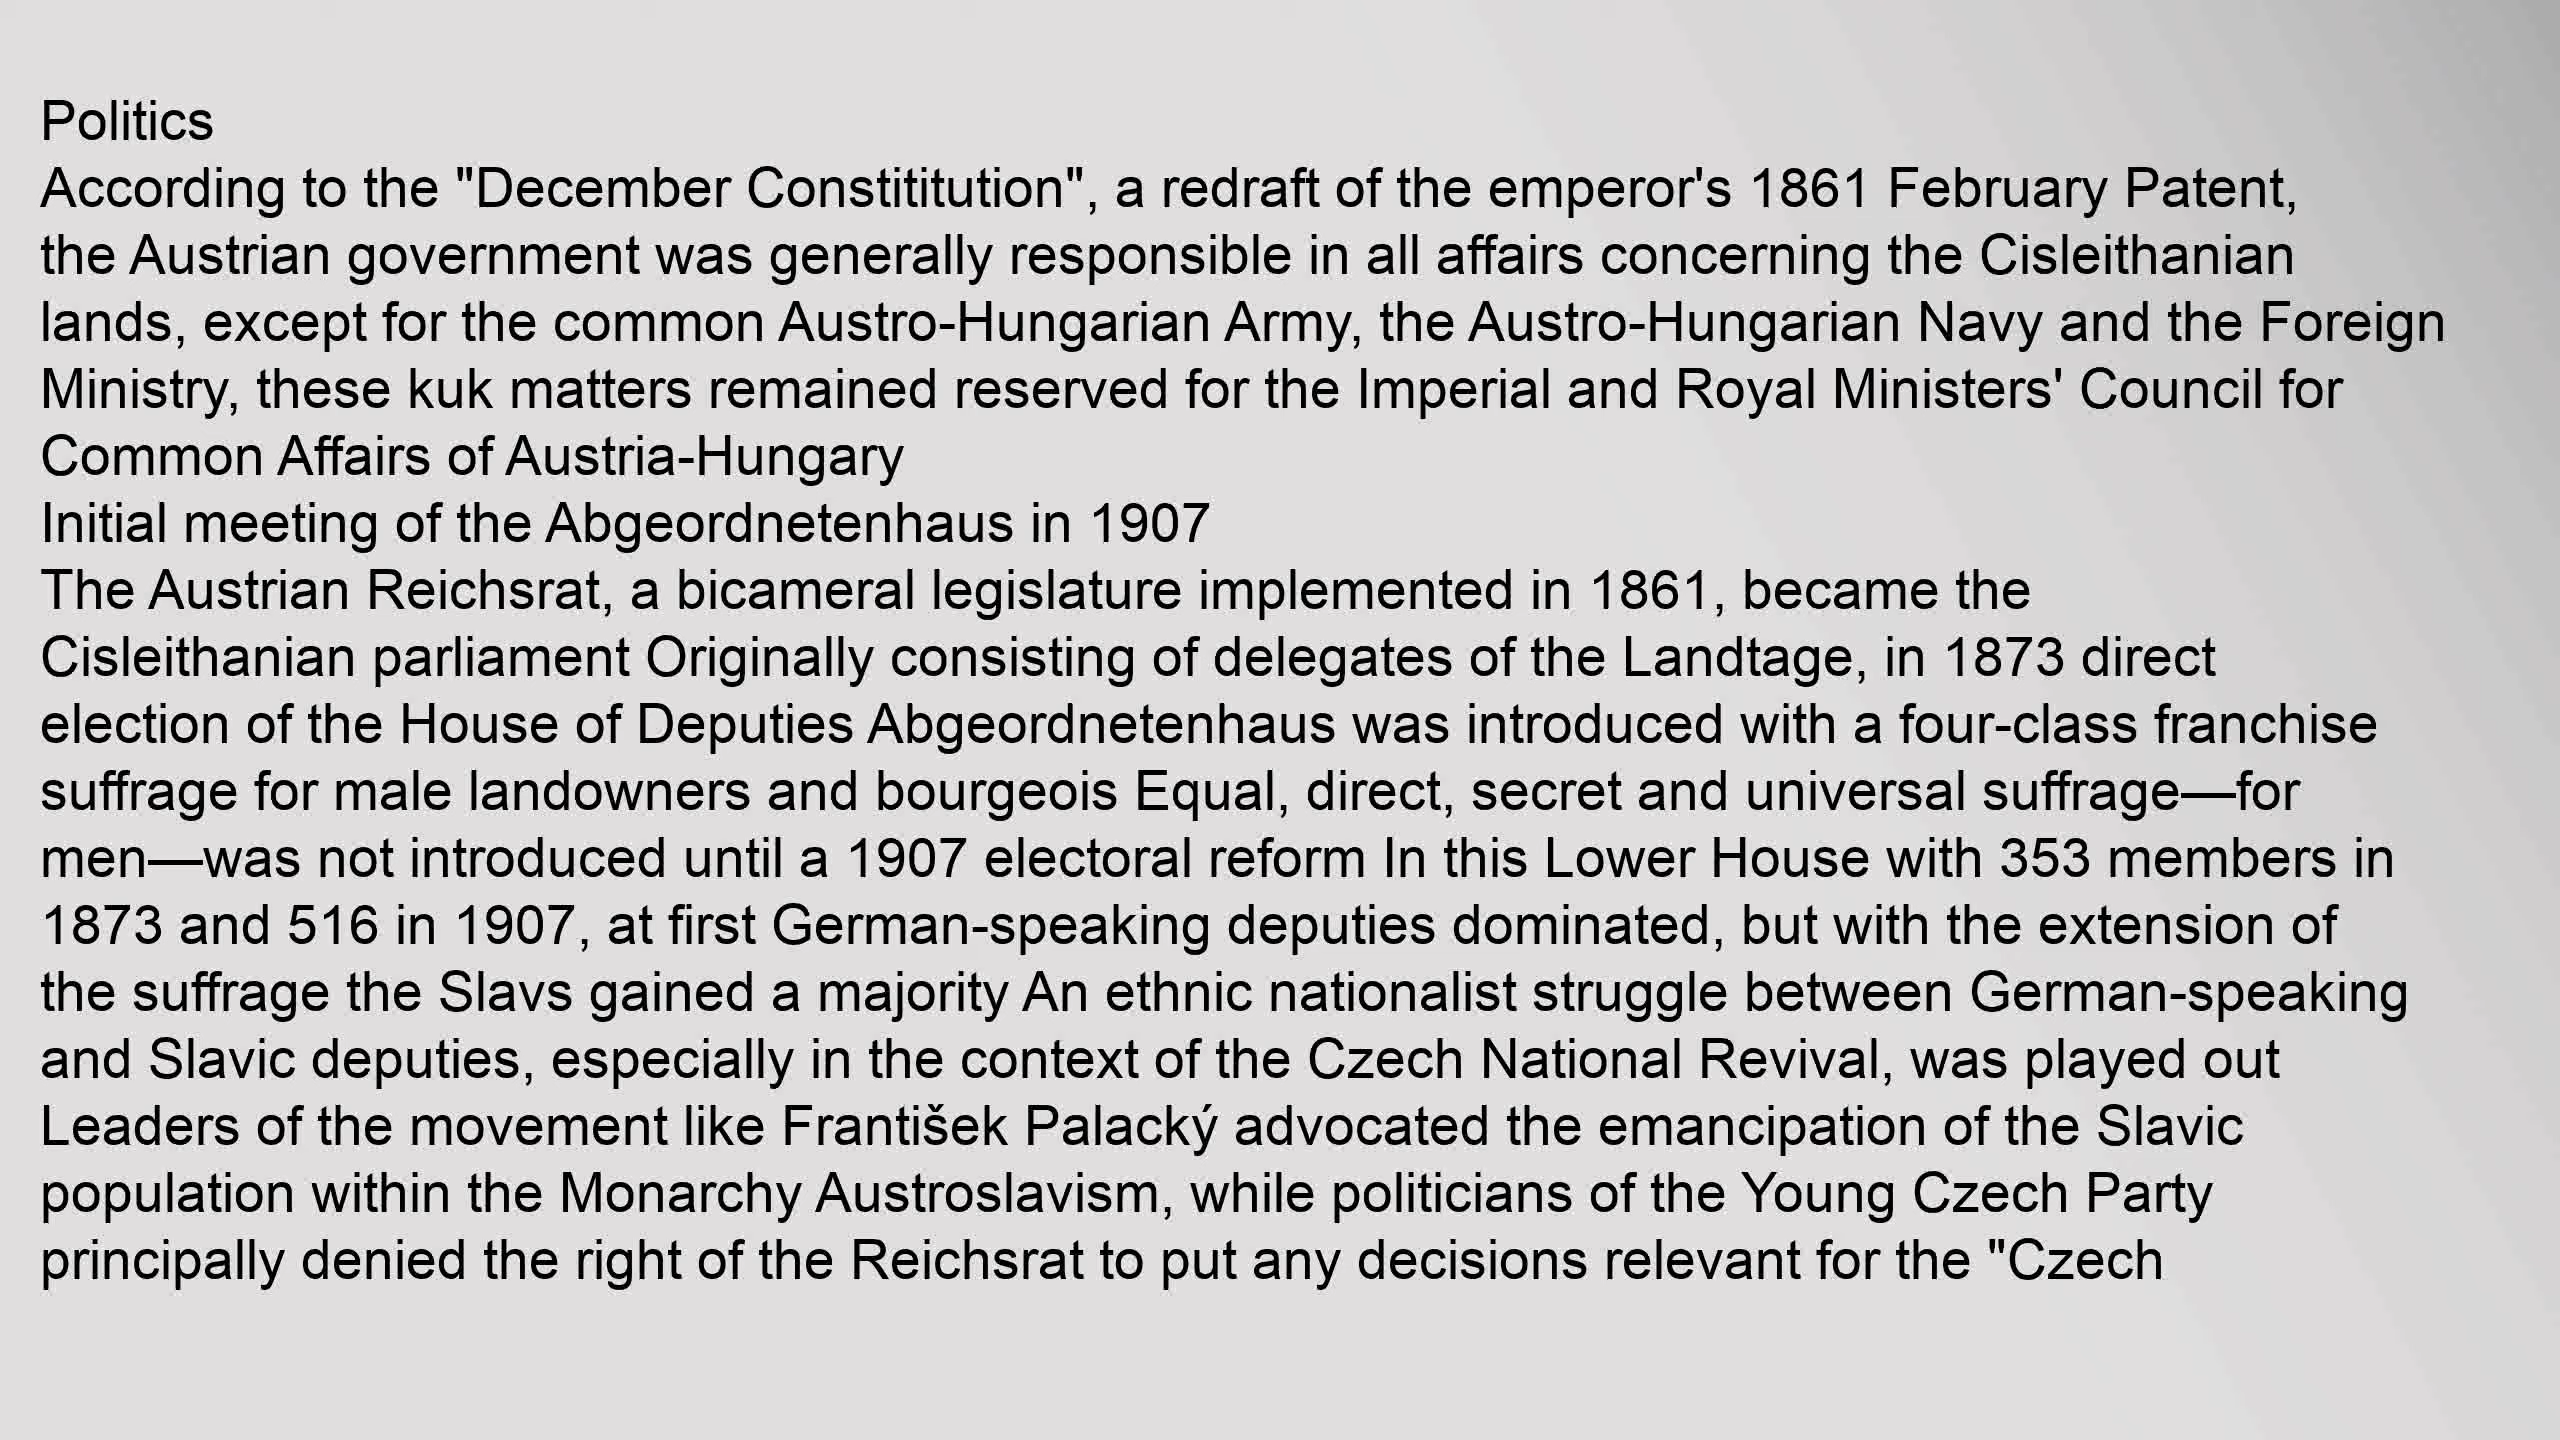 Politics
According to the "December Constititution", a redraft of the emperor's 1861 February Patent,
the Austrian government was generally responsible in all affairs concerning the Cisleithanian
lands, except for the common Austro-Hungarian Army, the Austro-Hungarian Navy and the Foreign
Ministry, these kuk matters remained reserved for the Imperial and Royal Ministers' Council for
Common Affairs of Austria-Hungary
Initial meeting of the Abgeordnetenhaus in 1907
The Austrian Reichsrat, a bicameral legislature implemented in 1861, became the
Cisleithanian parliament Originally consisting of delegates of the Landtage, in 1873 direct
election of the House of Deputies Abgeordnetenhaus was introduced with a four-class franchise
suffrage for male landowners and bourgeois Equal, direct, secret and universal suffrage—for
men—was not introduced until a 1907 electoral reform In this Lower House with 353 members in
1873 and 516 in 1907, at first German-speaking deputies dominated, but with the extension of
the suffrage the Slavs gained a majority An ethnic nationalist struggle between German-speaking
and Slavic deputies, especially in the context of the Czech National Revival, was played out
Leaders of the movement like František Palacký advocated the emancipation of the Slavic
population within the Monarchy Austroslavism, while politicians of the Young Czech Party
principally denied the right of the Reichsrat to put any decisions relevant for the "Czech